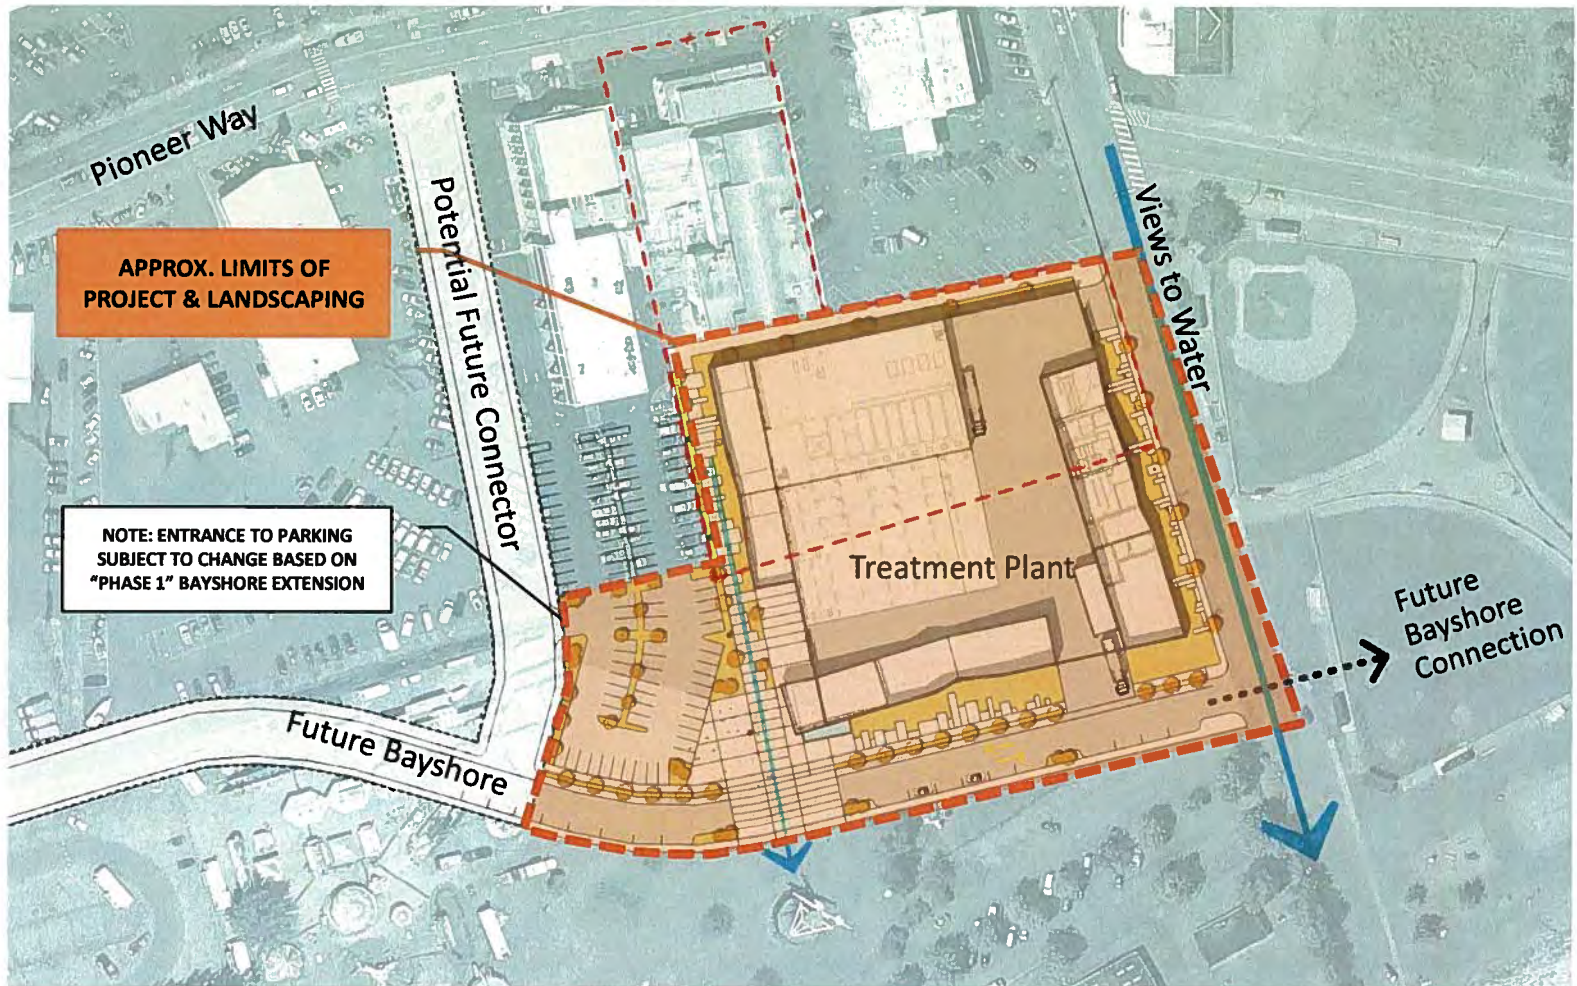 Pioneer Way
Potential Future Connector
Views to Water
APPROX. LIMITS OF
PROJECT & LANDSCAPING
NOTE: ENTRANCE TO PARKING
SUBJECT TO CHANGE BASED ON
"PHASE 1" BAYSHORE EXTENSION
Treatment Plant
Future
Bayshore
Connection
Future Bayshore